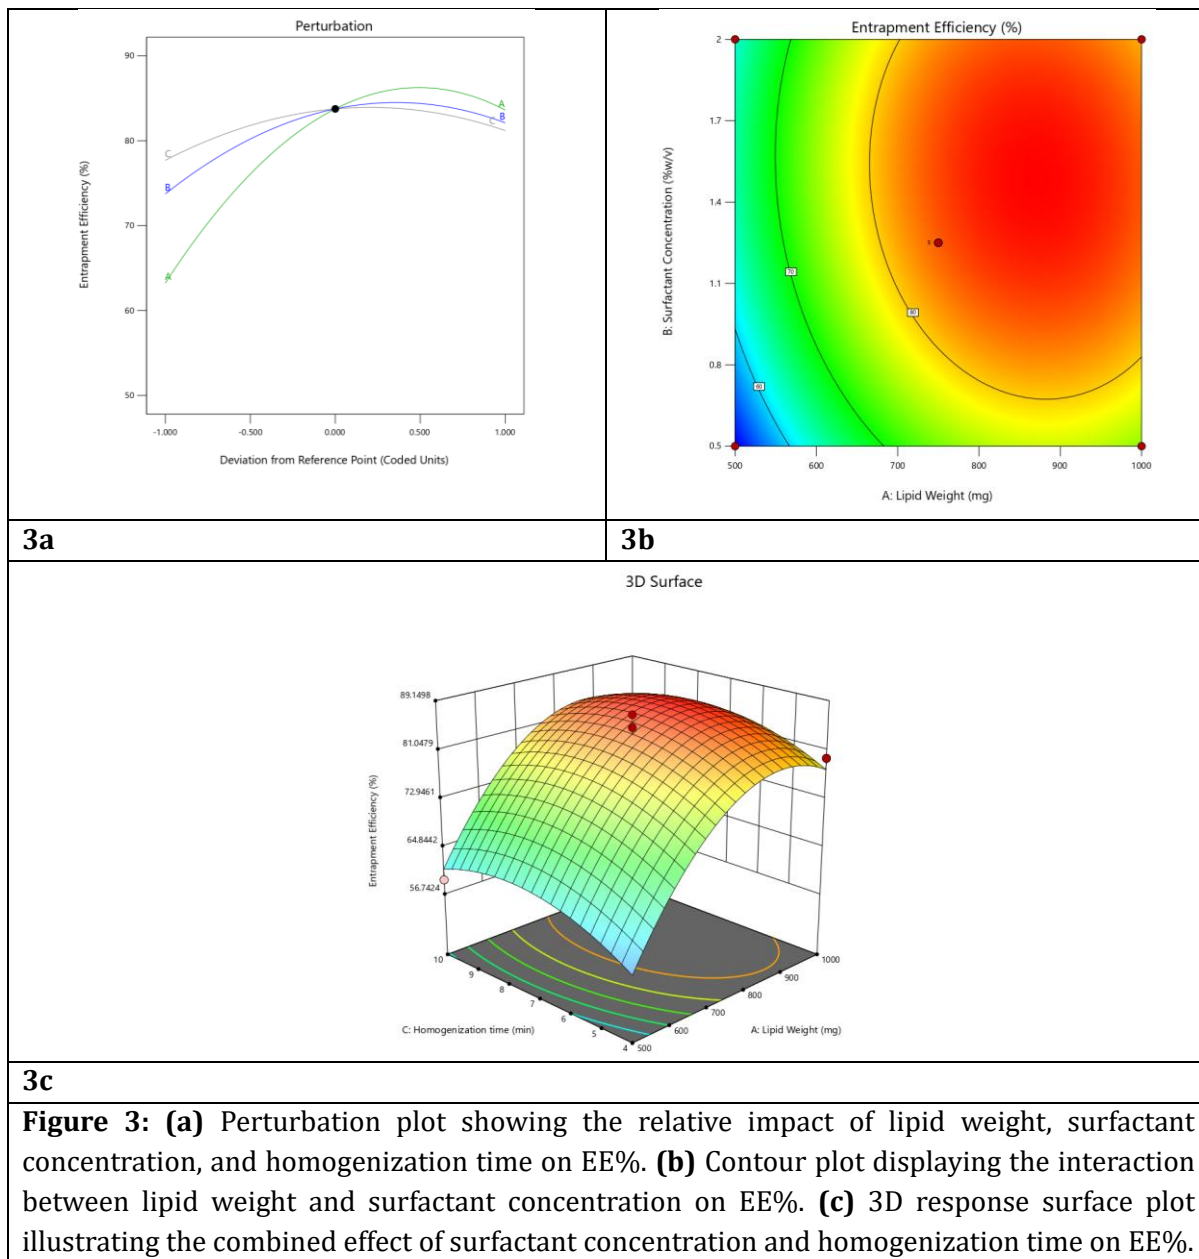 Perturbation
90
80
70
60
50
Entrapment Efficiency (%)
C
B
A
A
B
C
-1.000 -0.500 0.000 0.500 1.000
Deviation from Reference Point (Coded Units)
3a
Entrapment Efficiency (%)
2
1.7
1.4
1.1
0.8
0.5
B: Surfactant Concentration (%w/v)
5
70
80
60
500 600 700 800 900 1000
A: Lipid Weight (mg)
3b
3D Surface
89.1498
81.0479
72.9461
64.8442
56.7424
Entrapment Efficiency (%)
10
9
8
7
6
5
4
C: Homogenization time (min)
500
600
700
800
900
1000
A: Lipid Weight (mg)
3c
Figure 3: (a) Perturbation plot showing the relative impact of lipid weight, surfactant
concentration, and homogenization time on EE%. (b) Contour plot displaying the interaction
between lipid weight and surfactant concentration on EE%. (c) 3D response surface plot
illustrating the combined effect of surfactant concentration and homogenization time on EE%.